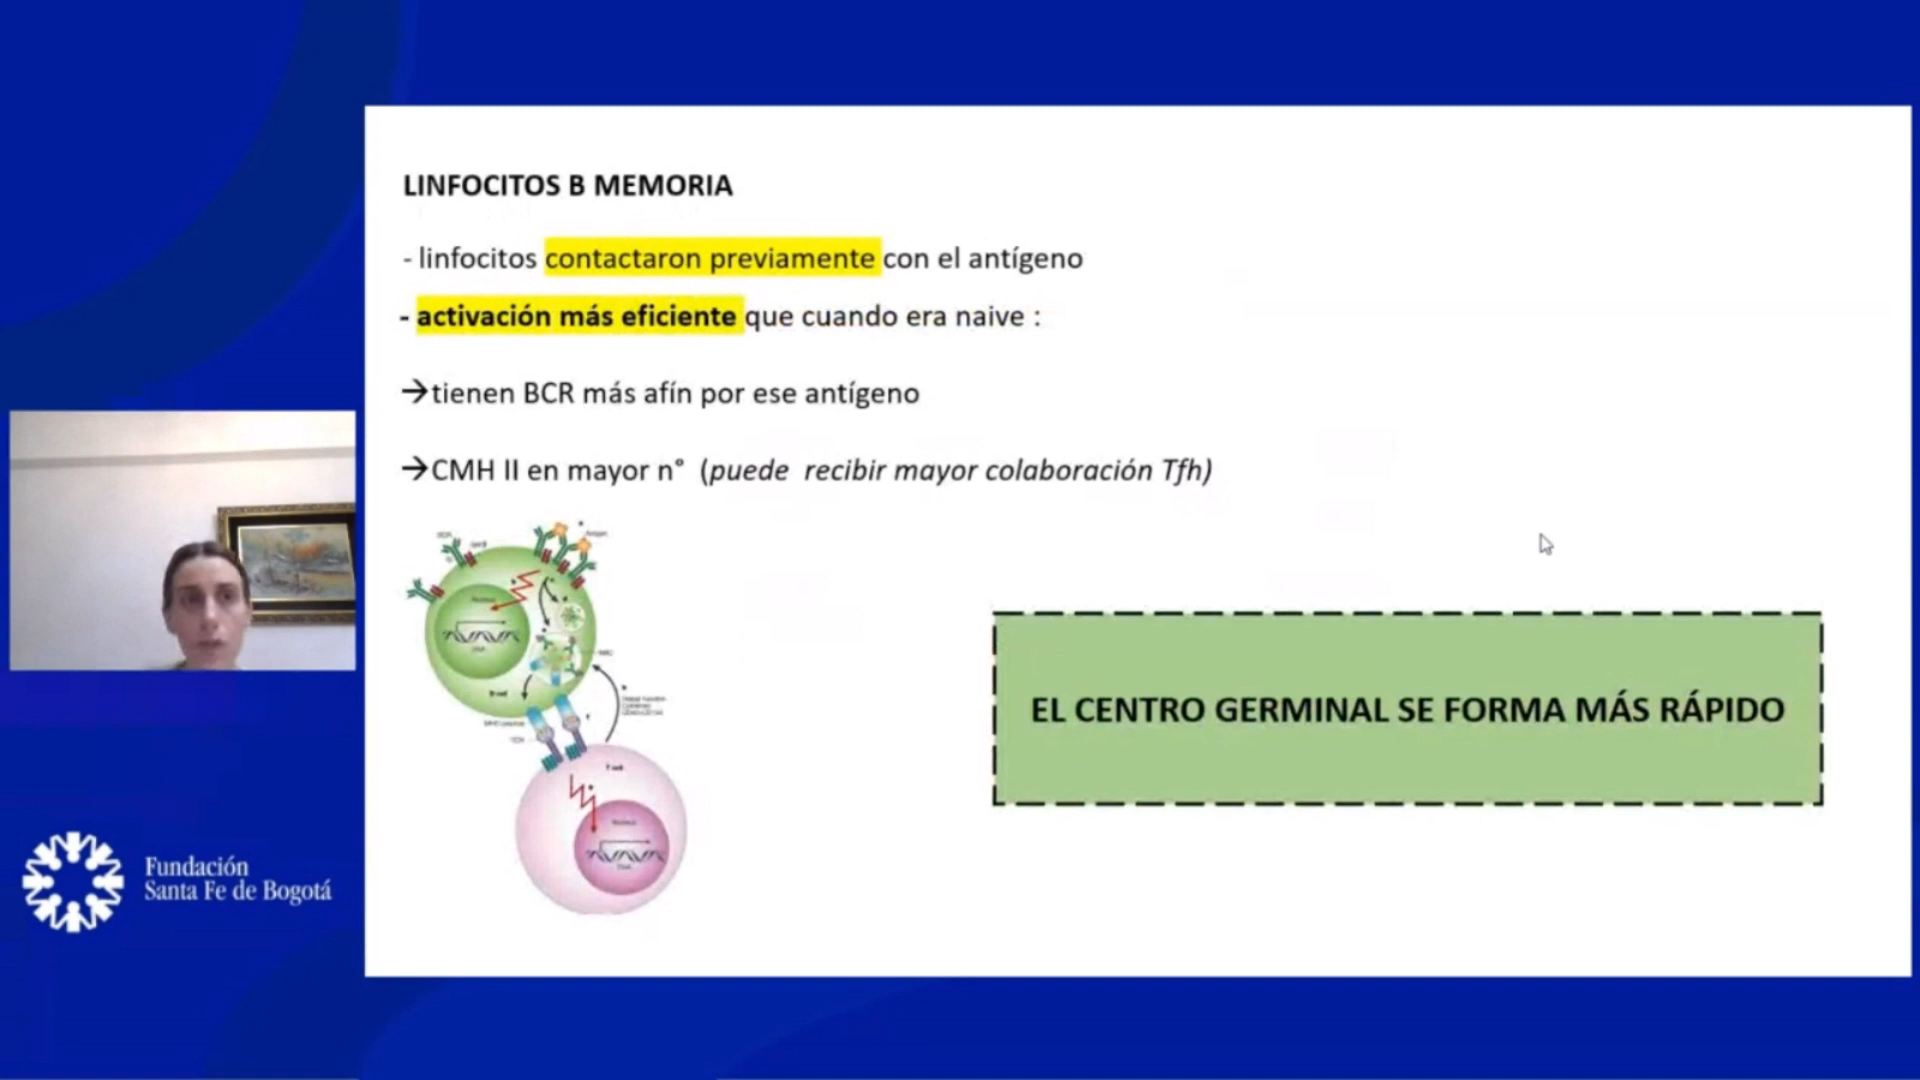 LINFOCITOS B MEMORIA
- linfocitos contactaron previamente con el antígeno
- activación más eficiente que cuando era naive :
→tienen BCR más afín por ese antígeno
→CMH II en mayor n° (puede recibir mayor colaboración Tfh)
B cell
T cell
EL CENTRO GERMINAL SE FORMA MÁS RÁPIDO
Fundación
Santa Fe de Bogotá